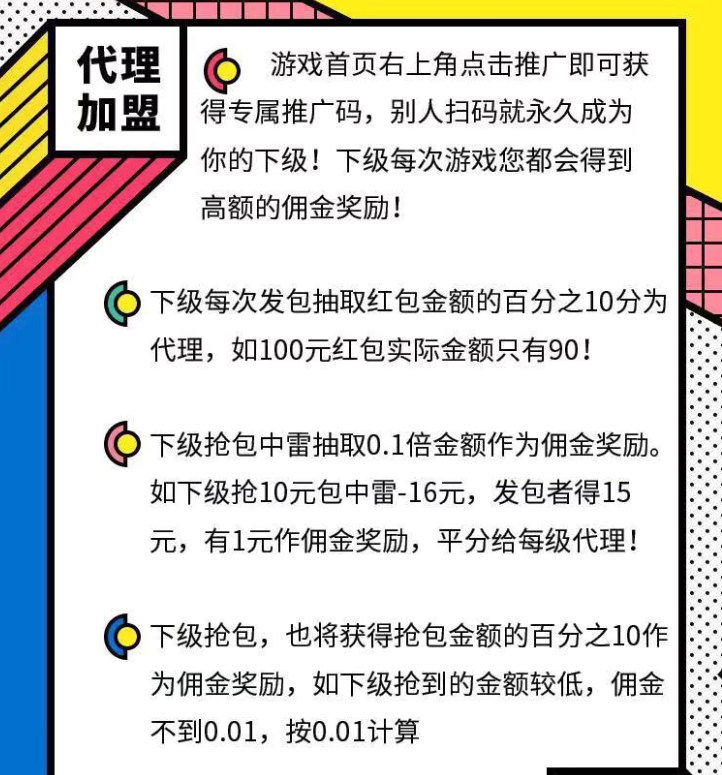 代理
加盟
游戏首页右上角点击推广即可获
得专属推广码，别人扫码就永久成为
你的下级！下级每次游戏您都会得到
高额的佣金奖励！
下级每次发包抽取红包金额的百分之10分为
代理，如100元红包实际金额只有90！
下级抢包中雷抽取0.1倍金额作为佣金奖励。
如下级抢10元包中雷-16元，发包者得15
元，有1元作佣金奖励，平分给每级代理！
下级抢包，也将获得抢包金额的百分之10作
为佣金奖励，如下级抢到的金额较低，佣金
不到0.01，按0.01计算